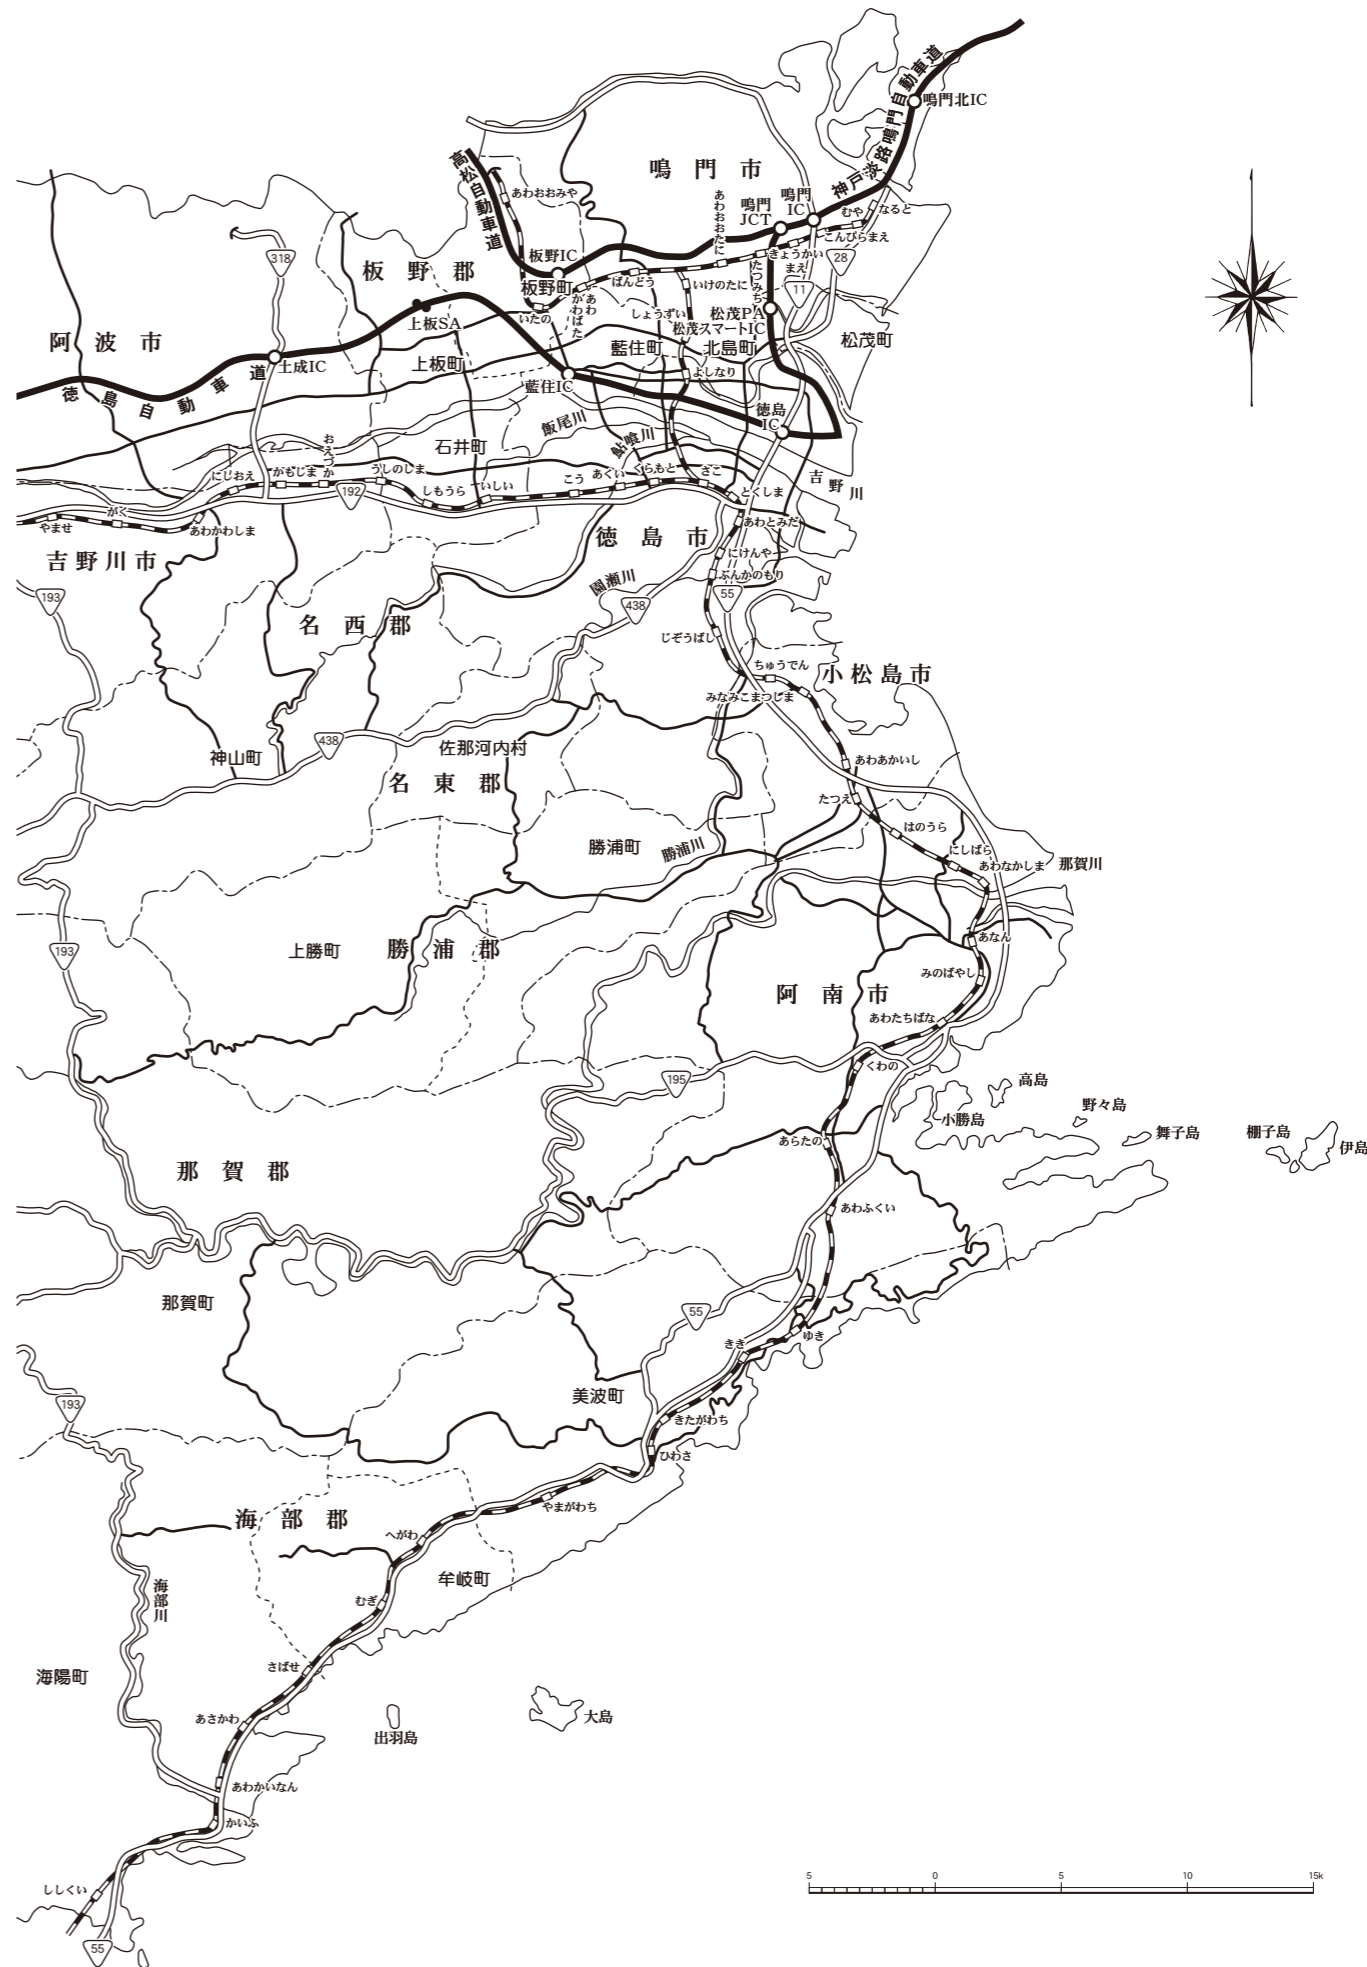 神戸淡路鳴門自動車道
鳴門北IC
高松自動車道
鳴門市
あわおおみや
あわおおたに
鳴門
JCT
鳴門
IC
むや
なると
こんぴらまえ
きょうかい
まえ
28
318
板野郡
板野IC
板野町
ばんどう
いけのたに
たつみちゅ
11
あわ
かわばた
いたの
しょうずい
松茂PA
松茂スマートIC
上板SA
阿波市
土成IC
上板町
藍住町
北島町
松茂町
徳島自動車道
藍住IC
よしなり
徳島
IC
飯尾川
鮎喰川
石井町
おえづか
にしおえ
かもじま
うしのしま
192
しもうら
いしい
こう
あくい
くらもと
さこ
とくしま
吉野川
やませ
がく
あわかわしま
あわとみだ
吉野川市
徳島市
にけんや
ぶんかのもり
193
園瀬川
438
55
名西郡
じぞうばし
ちゅうでん
小松島市
みなみこまつしま
438
神山町
佐那河内村
名東郡
あわあかいし
たつえ
はのうら
勝浦町
勝浦川
にしばら
あわなかしま
那賀川
193
上勝町
勝浦郡
あなん
みのばやし
阿南市
あわたちばな
くわの
195
高島
小勝島
野々島
舞子島
棚子島
伊島
あらたの
那賀郡
あわふくい
那賀町
55
きき
ゆき
193
美波町
きたがわち
ひわさ
海部郡
やまがわち
へがわ
牟岐町
海部川
むぎ
海陽町
さばせ
あさかわ
出羽島
大島
あわかいなん
かいふ
ししくい
55
5 0 5 10 15k